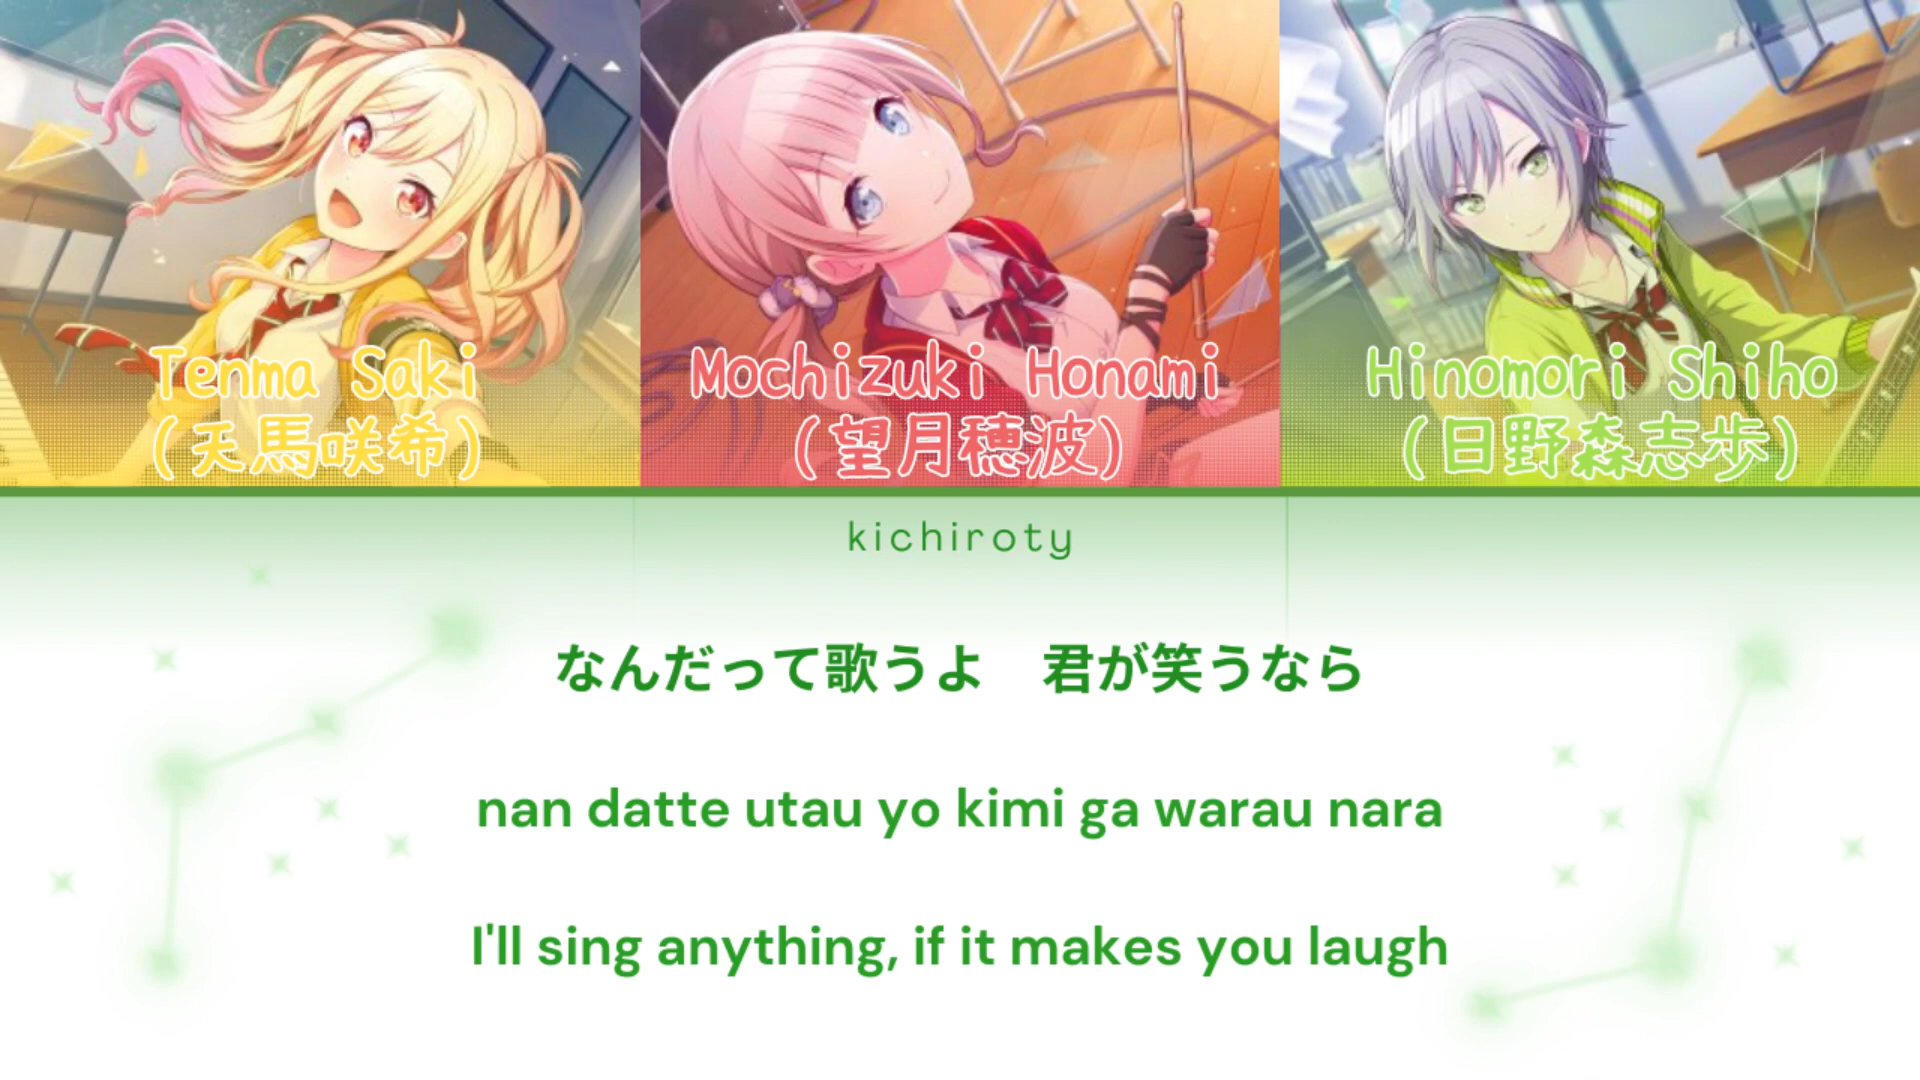 Tenma Saki
(天馬咲希)
Mochizuki Honami
(望月穂波)
Hinomori Shiho
(日野森志歩)
kichiroty
なんだって歌うよ　君が笑うなら
nan datte utau yo kimi ga warau nara
I'll sing anything, if it makes you laugh